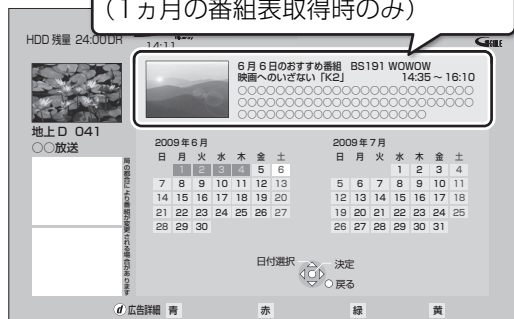 (1ヵ月の番組表取得時のみ)
HDD 残量 24:00 DR
14:11
6月6日のおすすめ番組 BS191 WOWOW
映画へのいざない「K2」 14:35～16:10
○○○○○○○○○○○○○○○○○○○○○○○○
○○○○○○○○○○○○○○○○○○○○○○○○
○○○○○○○○○○○○○○○○○○○
地上D 041
○○放送
局の都合により番組が変更される場合があります
2009年6月
日 月 火 水 木 金 土
1 2 3 4 5 6
7 8 9 10 11 12 13
14 15 16 17 18 19 20
21 22 23 24 25 26 27
28 29 30
2009年7月
日 月 火 水 木 金 土
1 2 3 4
5 6 7 8 9 10 11
12 13 14 15 16 17 18
19 20 21 22 23 24 25
26 27 28 29 30 31
日付選択 決定
戻る
d 広告詳細 青 赤 緑 黄